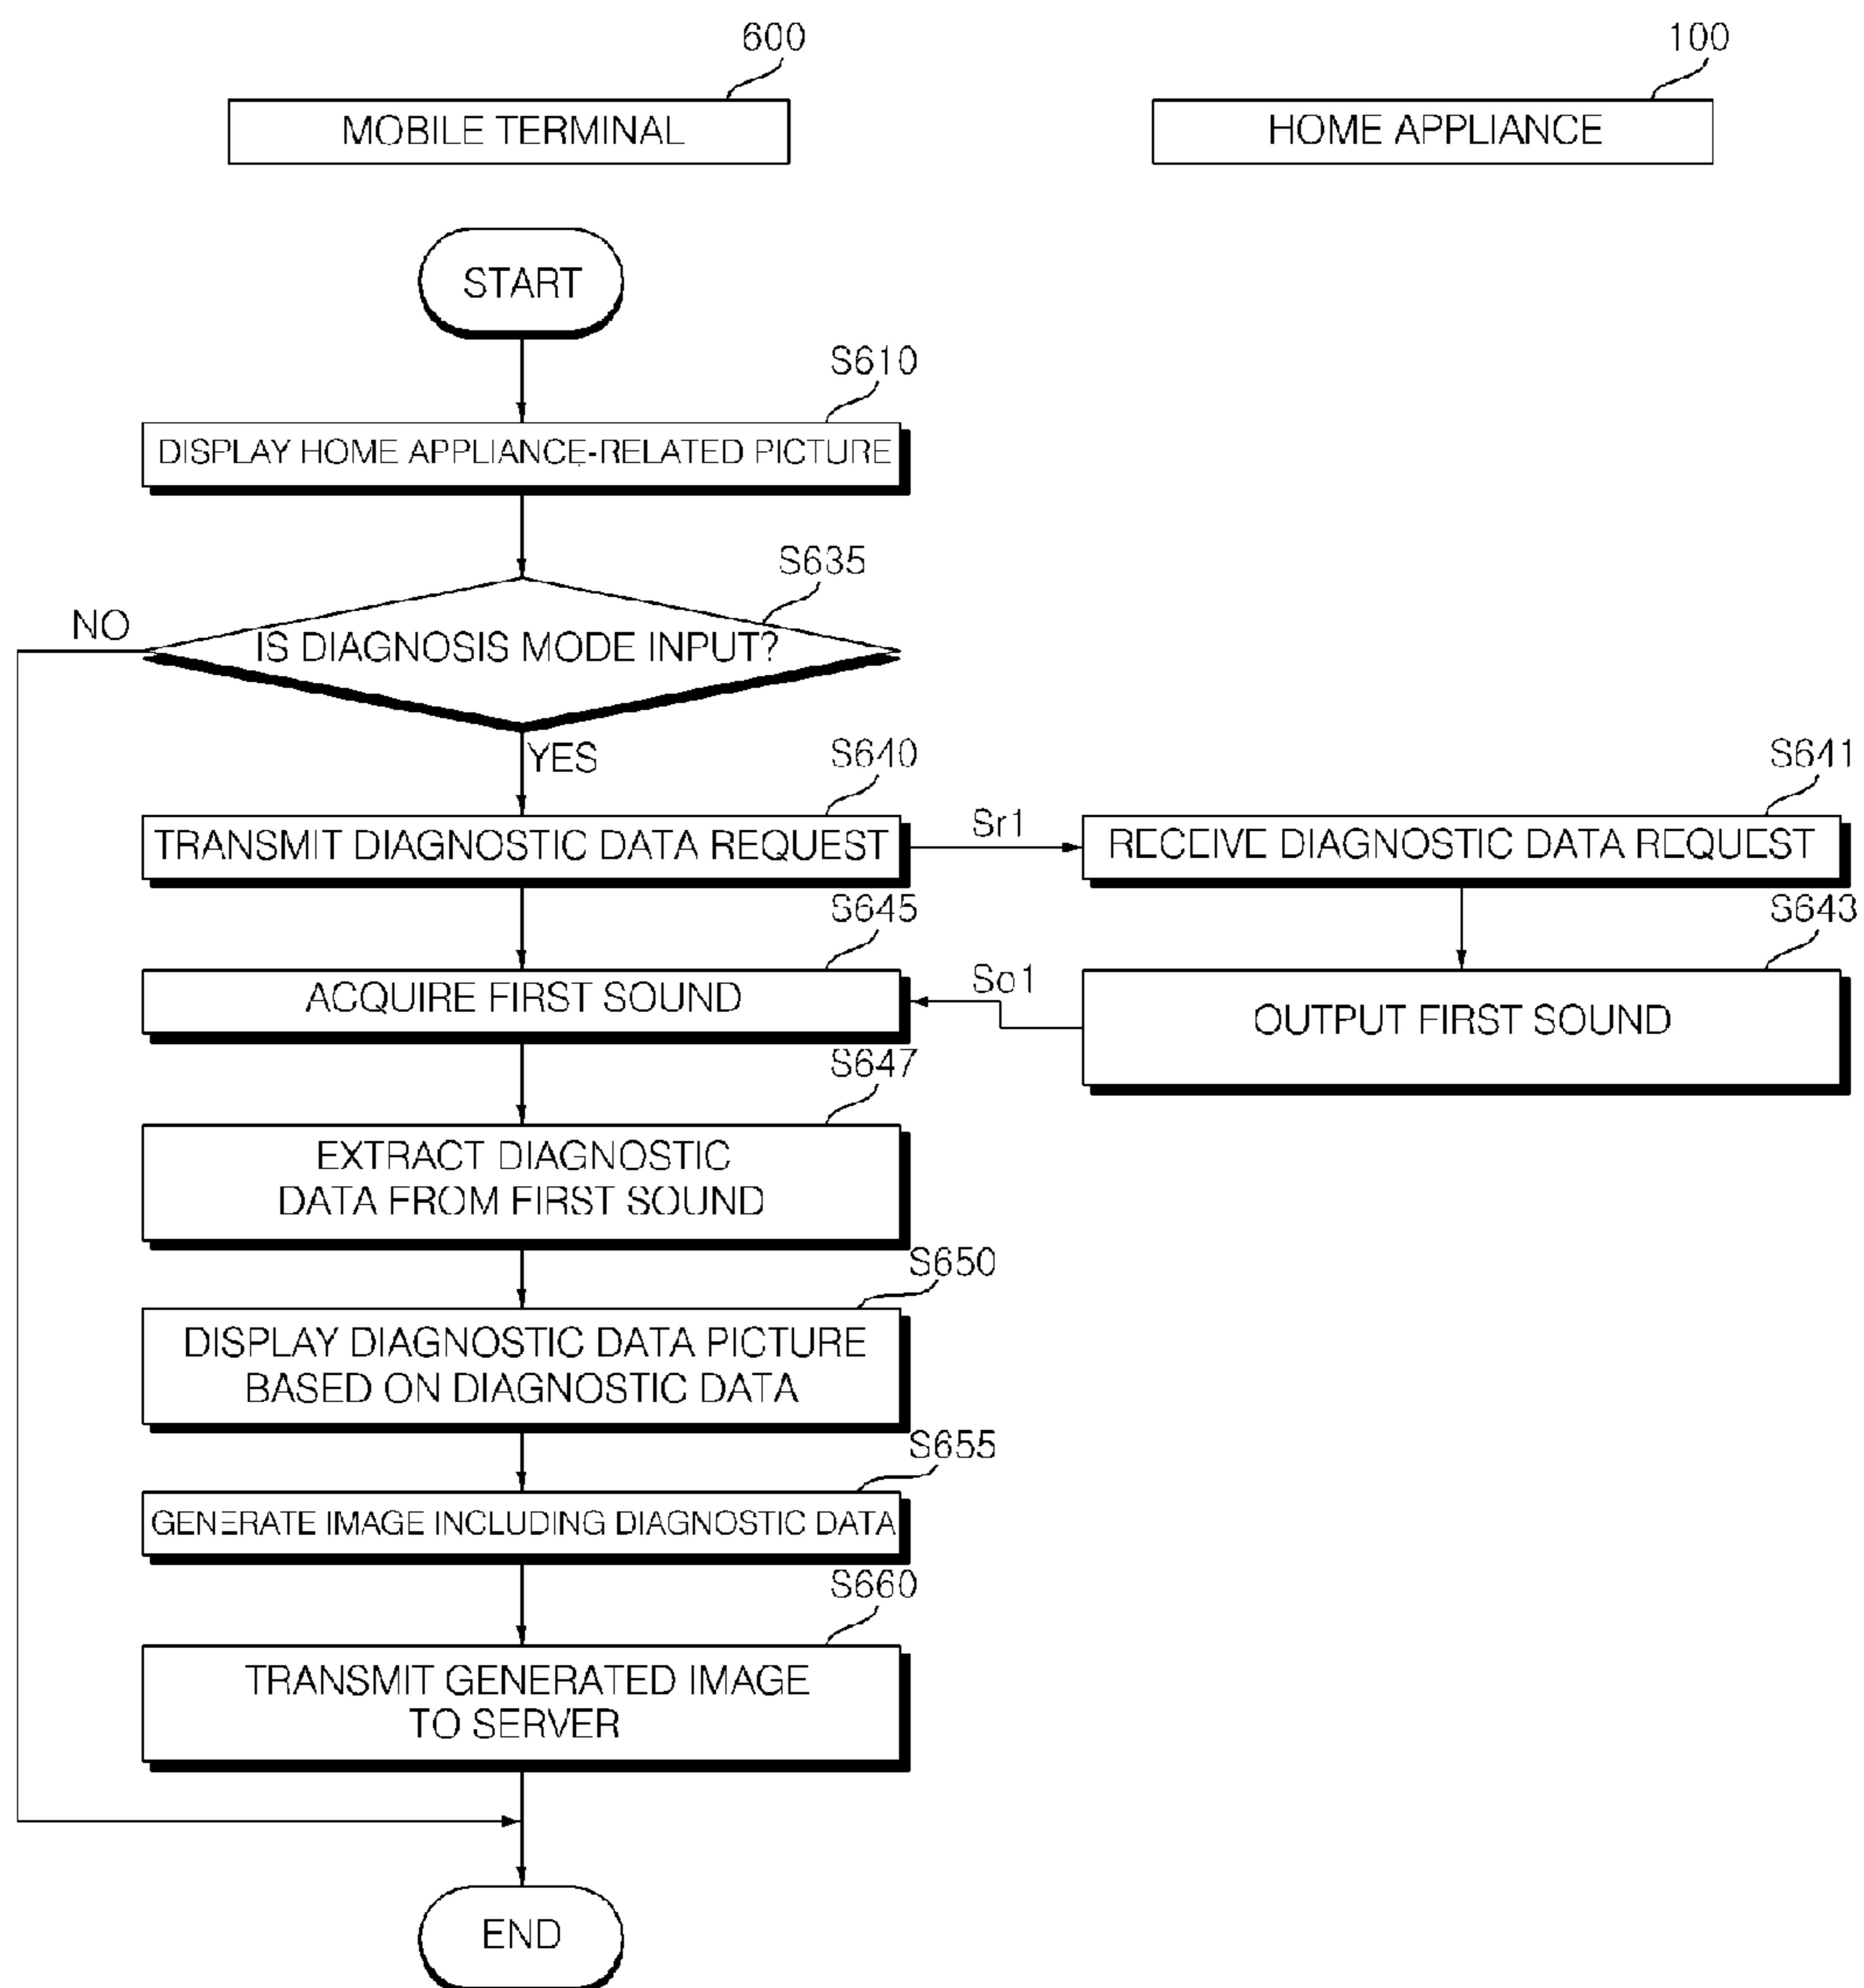 600
100
MOBILE TERMINAL
HOME APPLIANCE
START
S610
DISPLAY HOME APPLIANCE-RELATED PICTURE
S635
NO
IS DIAGNOSIS MODE INPUT?
YES
S640
S641
TRANSMIT DIAGNOSTIC DATA REQUEST
Sr1
RECEIVE DIAGNOSTIC DATA REQUEST
S645
S643
ACQUIRE FIRST SOUND
So1
OUTPUT FIRST SOUND
S647
EXTRACT DIAGNOSTIC
DATA FROM FIRST SOUND
S650
DISPLAY DIAGNOSTIC DATA PICTURE
BASED ON DIAGNOSTIC DATA
S655
GENERATE IMAGE INCLUDING DIAGNOSTIC DATA
S660
TRANSMIT GENERATED IMAGE
TO SERVER
END